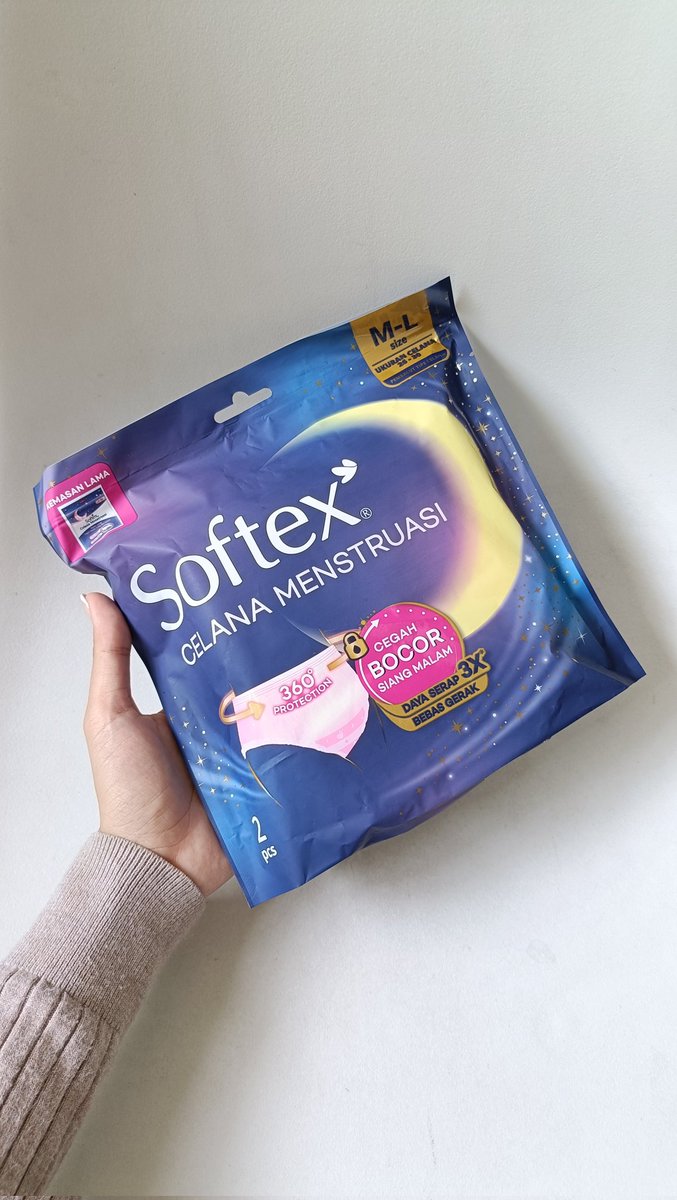 M-L
size
UKURAN CELANA
KEMASAN LAMA
Softex®
CELANA MENSTRUASI
360°
PROTECTION
CEGAH
BOCOR
SIANG MALAM
DAYA SERAP 3X
BEBAS GERAK
2
pcs